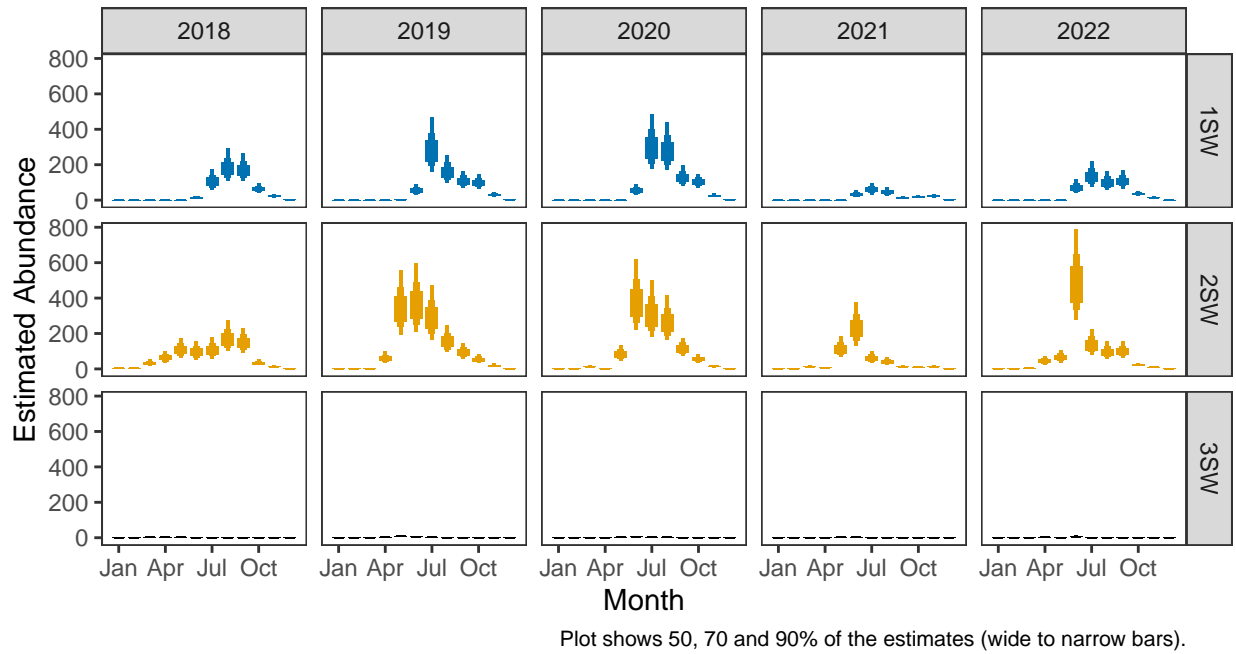 2018 2019 2020 2021 2022
800
600
400
200
0
1SW
800
600
400
200
0
2SW
800
600
400
200
0
3SW
Estimated Abundance
Jan Apr Jul Oct Jan Apr Jul Oct Jan Apr Jul Oct Jan Apr Jul Oct Jan Apr Jul Oct
Month
Plot shows 50, 70 and 90% of the estimates (wide to narrow bars).